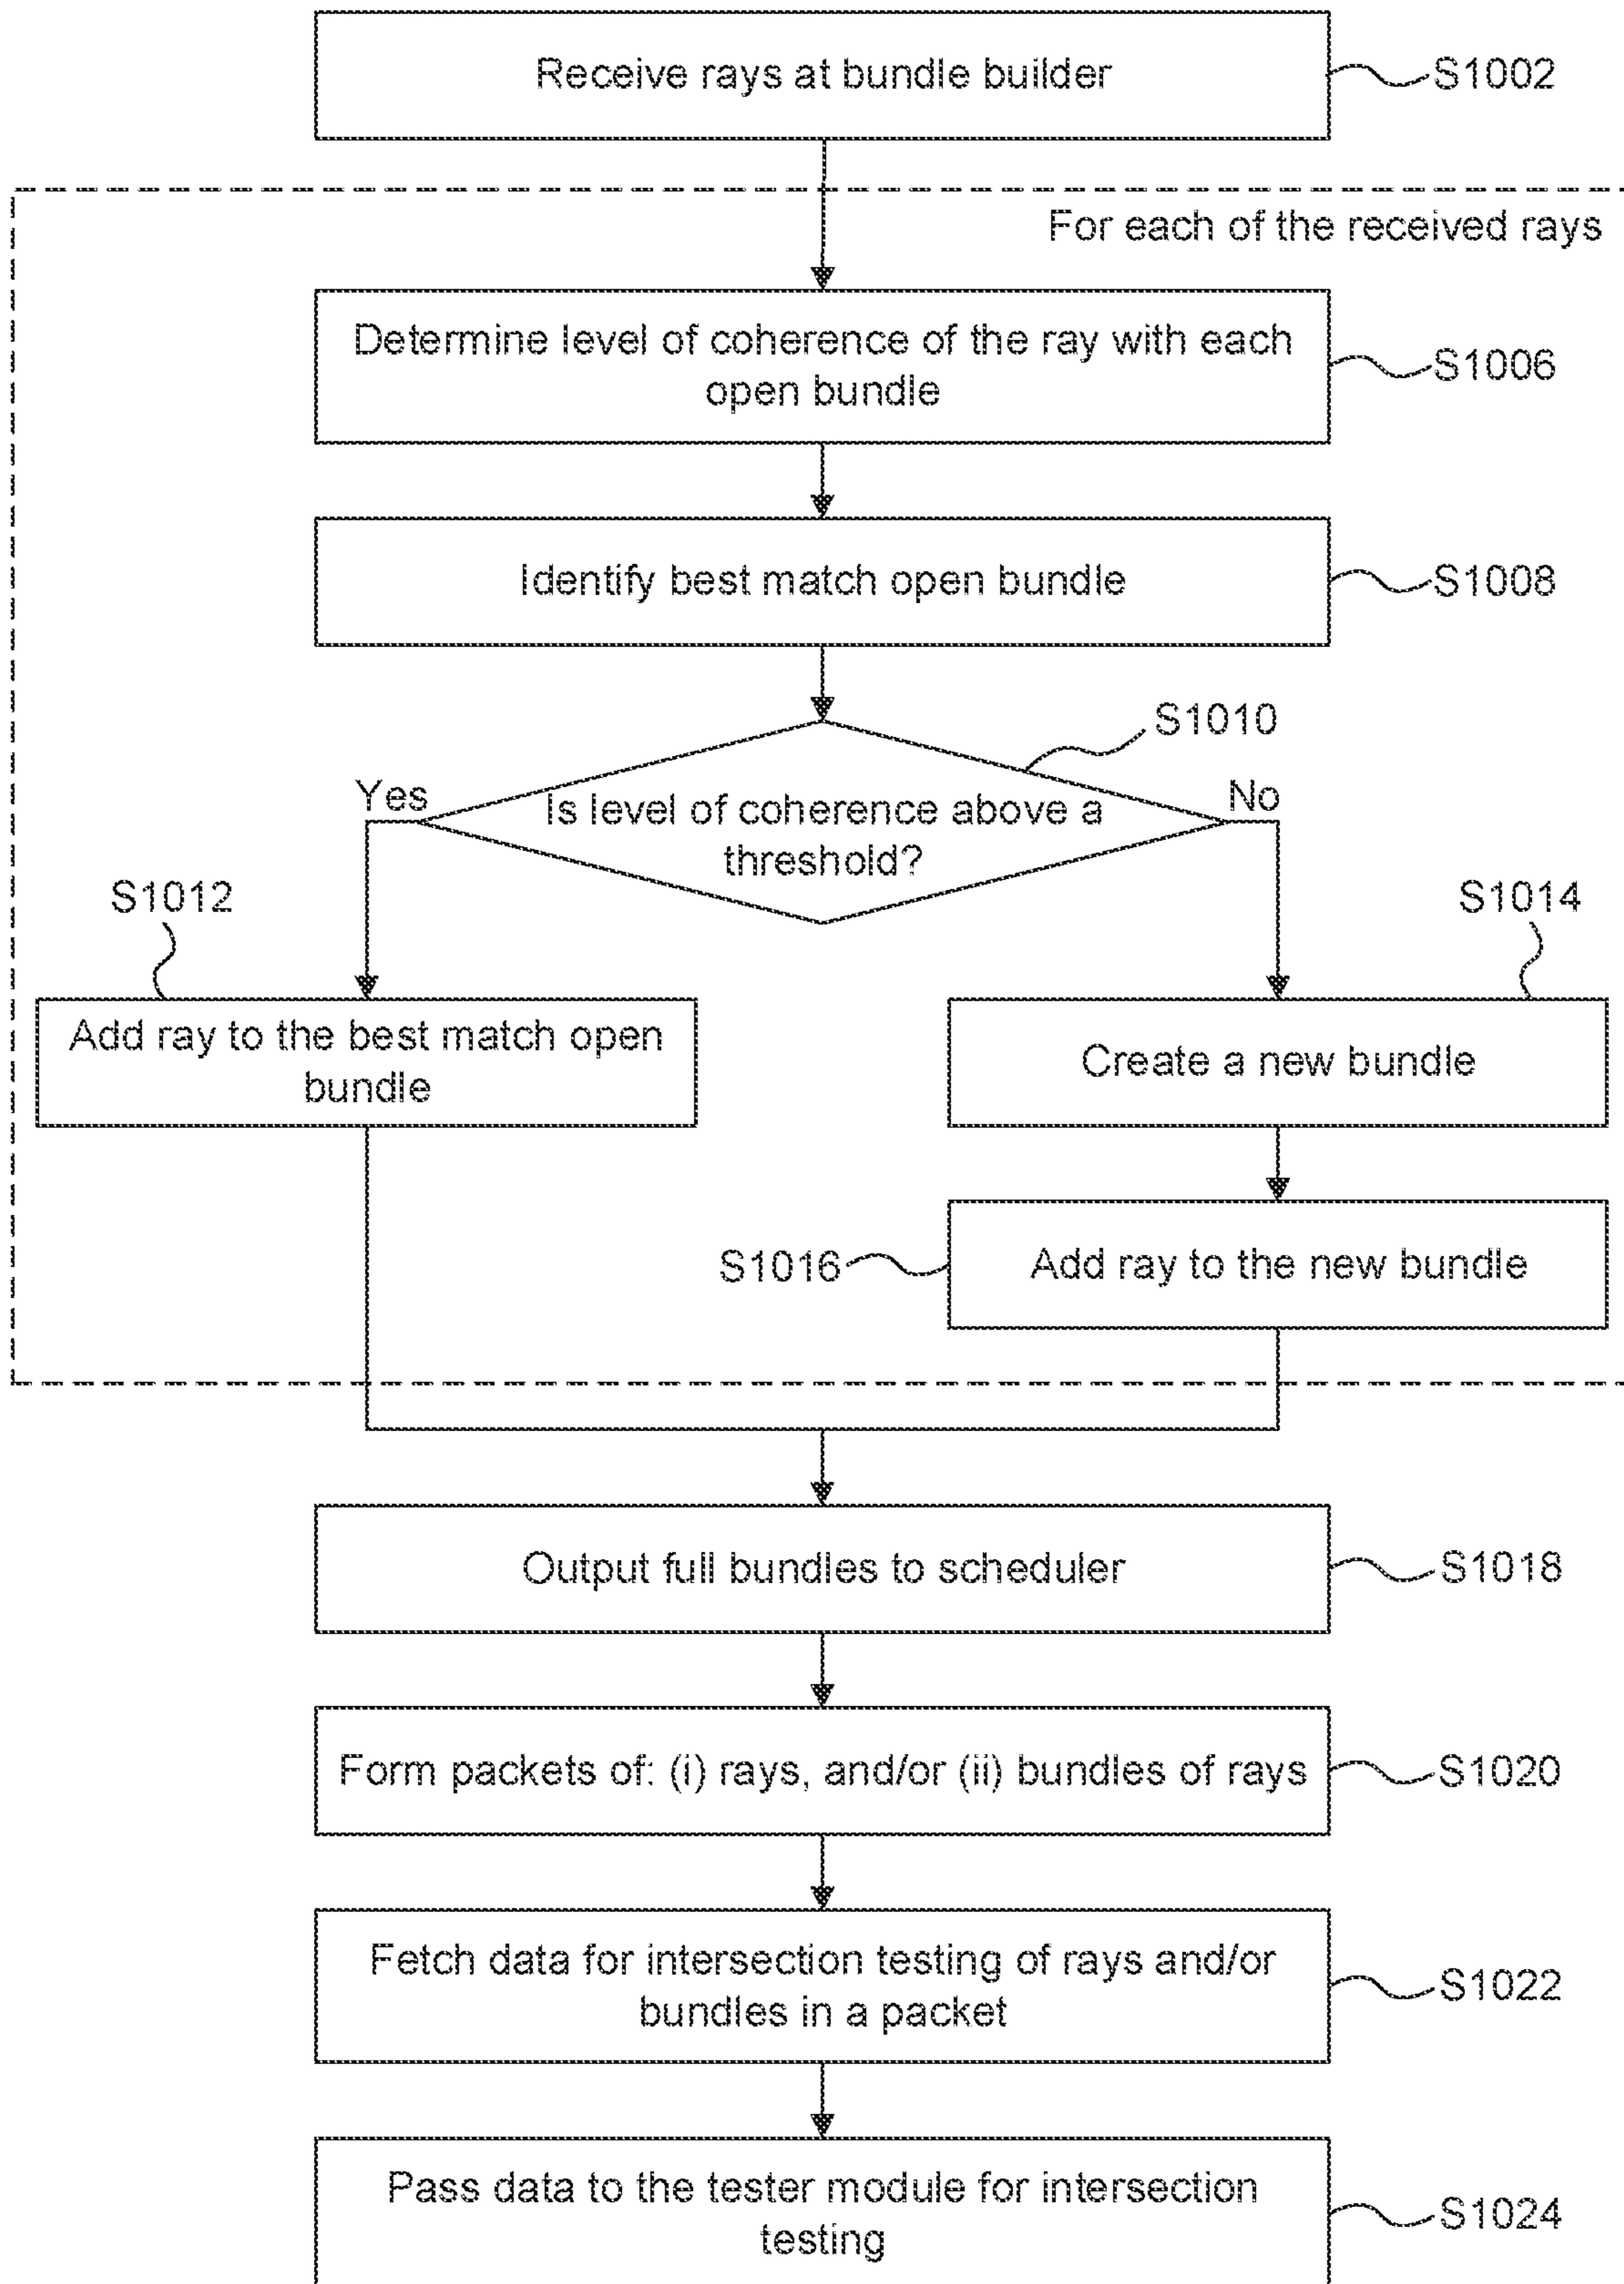 Receive rays at bundle builder
S1002
For each of the received rays
Determine level of coherence of the ray with each
open bundle
S1006
Identify best match open bundle
S1008
S1010
Yes
No
Is level of coherence above a
threshold?
S1012
S1014
Add ray to the best match open
bundle
Create a new bundle
S1016
Add ray to the new bundle
Output full bundles to scheduler
S1018
Form packets of: (i) rays, and/or (ii) bundles of rays
S1020
Fetch data for intersection testing of rays and/or
bundles in a packet
S1022
Pass data to the tester module for intersection
testing
S1024